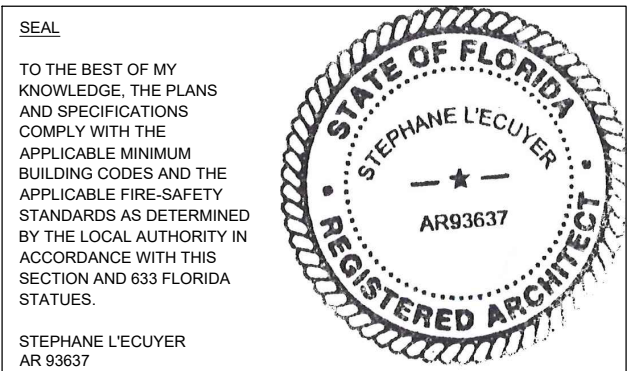 SEAL
TO THE BEST OF MY
KNOWLEDGE, THE PLANS
AND SPECIFICATIONS
COMPLY WITH THE
APPLICABLE MINIMUM
BUILDING CODES AND THE
APPLICABLE FIRE-SAFETY
STANDARDS AS DETERMINED
BY THE LOCAL AUTHORITY IN
ACCORDANCE WITH THIS
SECTION AND 633 FLORIDA
STATUES.
STEPHANE L'ECUYER
AR 93637
STATE OF FLORIDA
STEPHANE L'ECUYER
AR93637
REGISTERED ARCHITECT